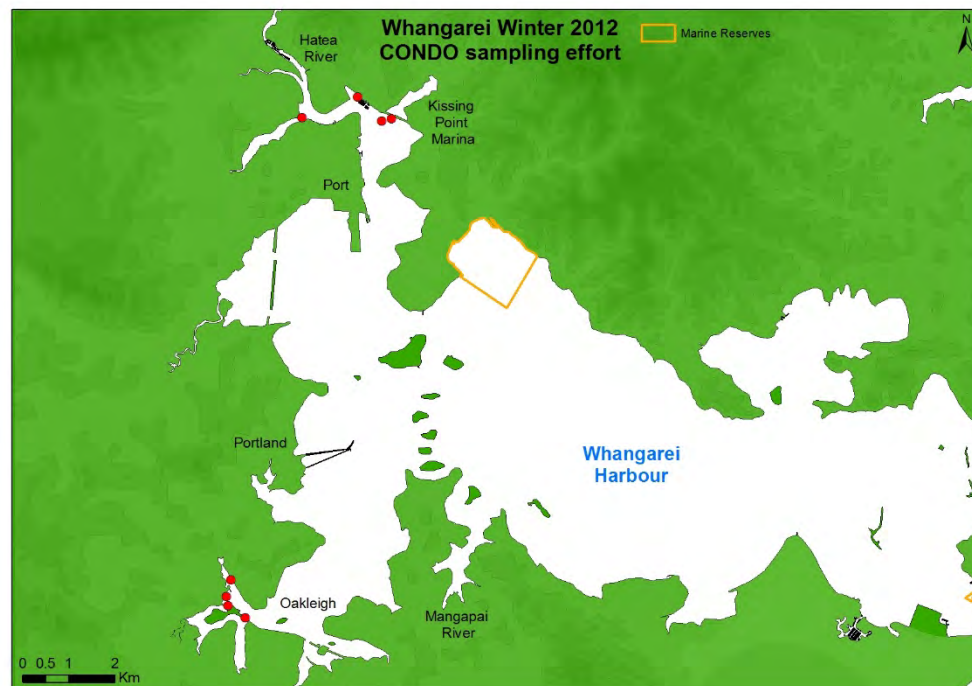 Whangarei Winter 2012
CONDO sampling effort
Marine Reserves
N
Hatea
River
Kissing
Point
Marina
Port
Portland
Whangarei
Harbour
Oakleigh
Mangapai
River
0 0.5 1 2
Km